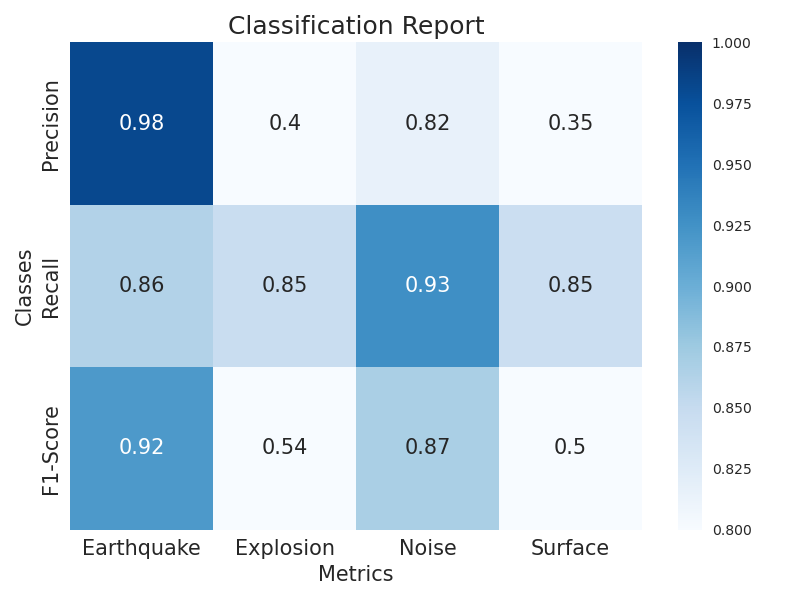 Classification Report
Precision
0.98 0.4 0.82 0.35
Classes
Recall
0.86 0.85 0.93 0.85
F1-Score
0.92 0.54 0.87 0.5
Earthquake Explosion Noise Surface
Metrics
1.000
0.975
0.950
0.925
0.900
0.875
0.850
0.825
0.800